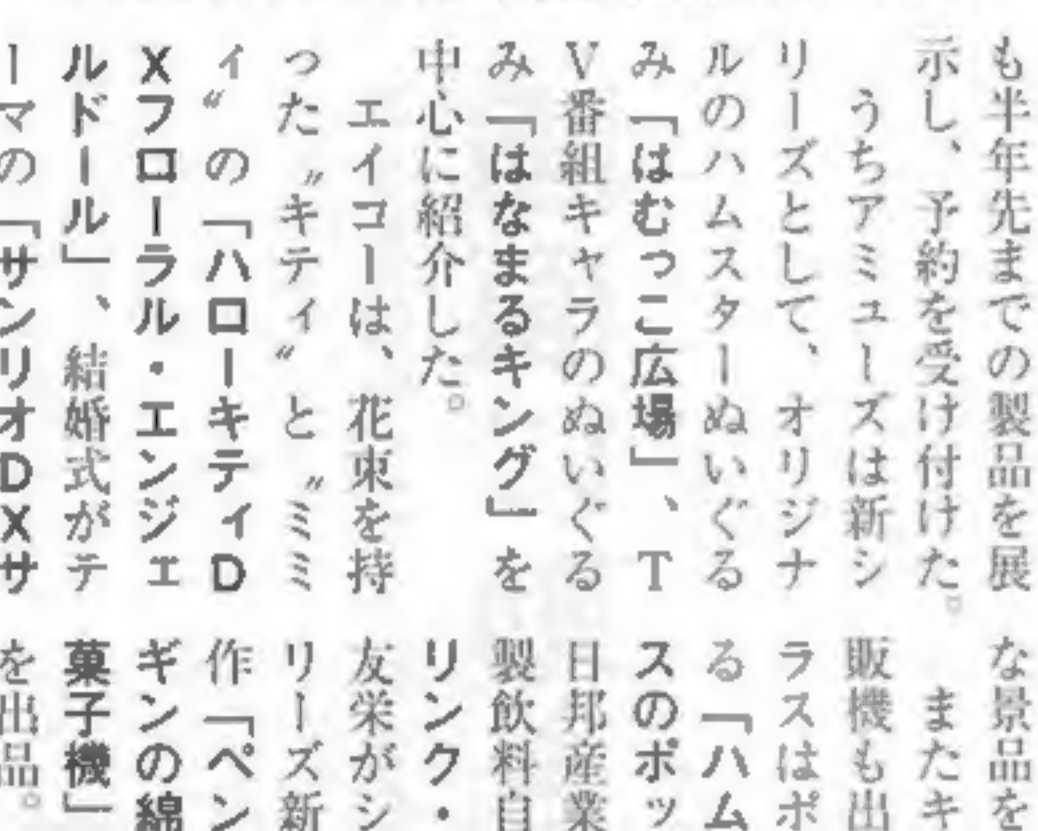 も半年先までの製品を展
示し、予約を受け付けた。
うちアミューズは新シ
リーズとして、オリジナ
ルのハムスターぬいぐる
み「はむっこ広場」、T
V番組キャラのぬいぐる
み「はなまるキング」を
中心に紹介した。
エイコーは、花束を持
った〝キティ〟と〝ミミ
ィ〟の「ハローキティD
Xフローラル・エンジェ
ルドール」、結婚式がテ
ーマの「サンリオDXサ
な景品を
またキ
販機も出
ラスはポ
る「ハム
スのポッ
日邦産業
製飲料自
リンク・
友栄がシ
リーズ新
作「ペン
ギンの綿
菓子機」
を出品。